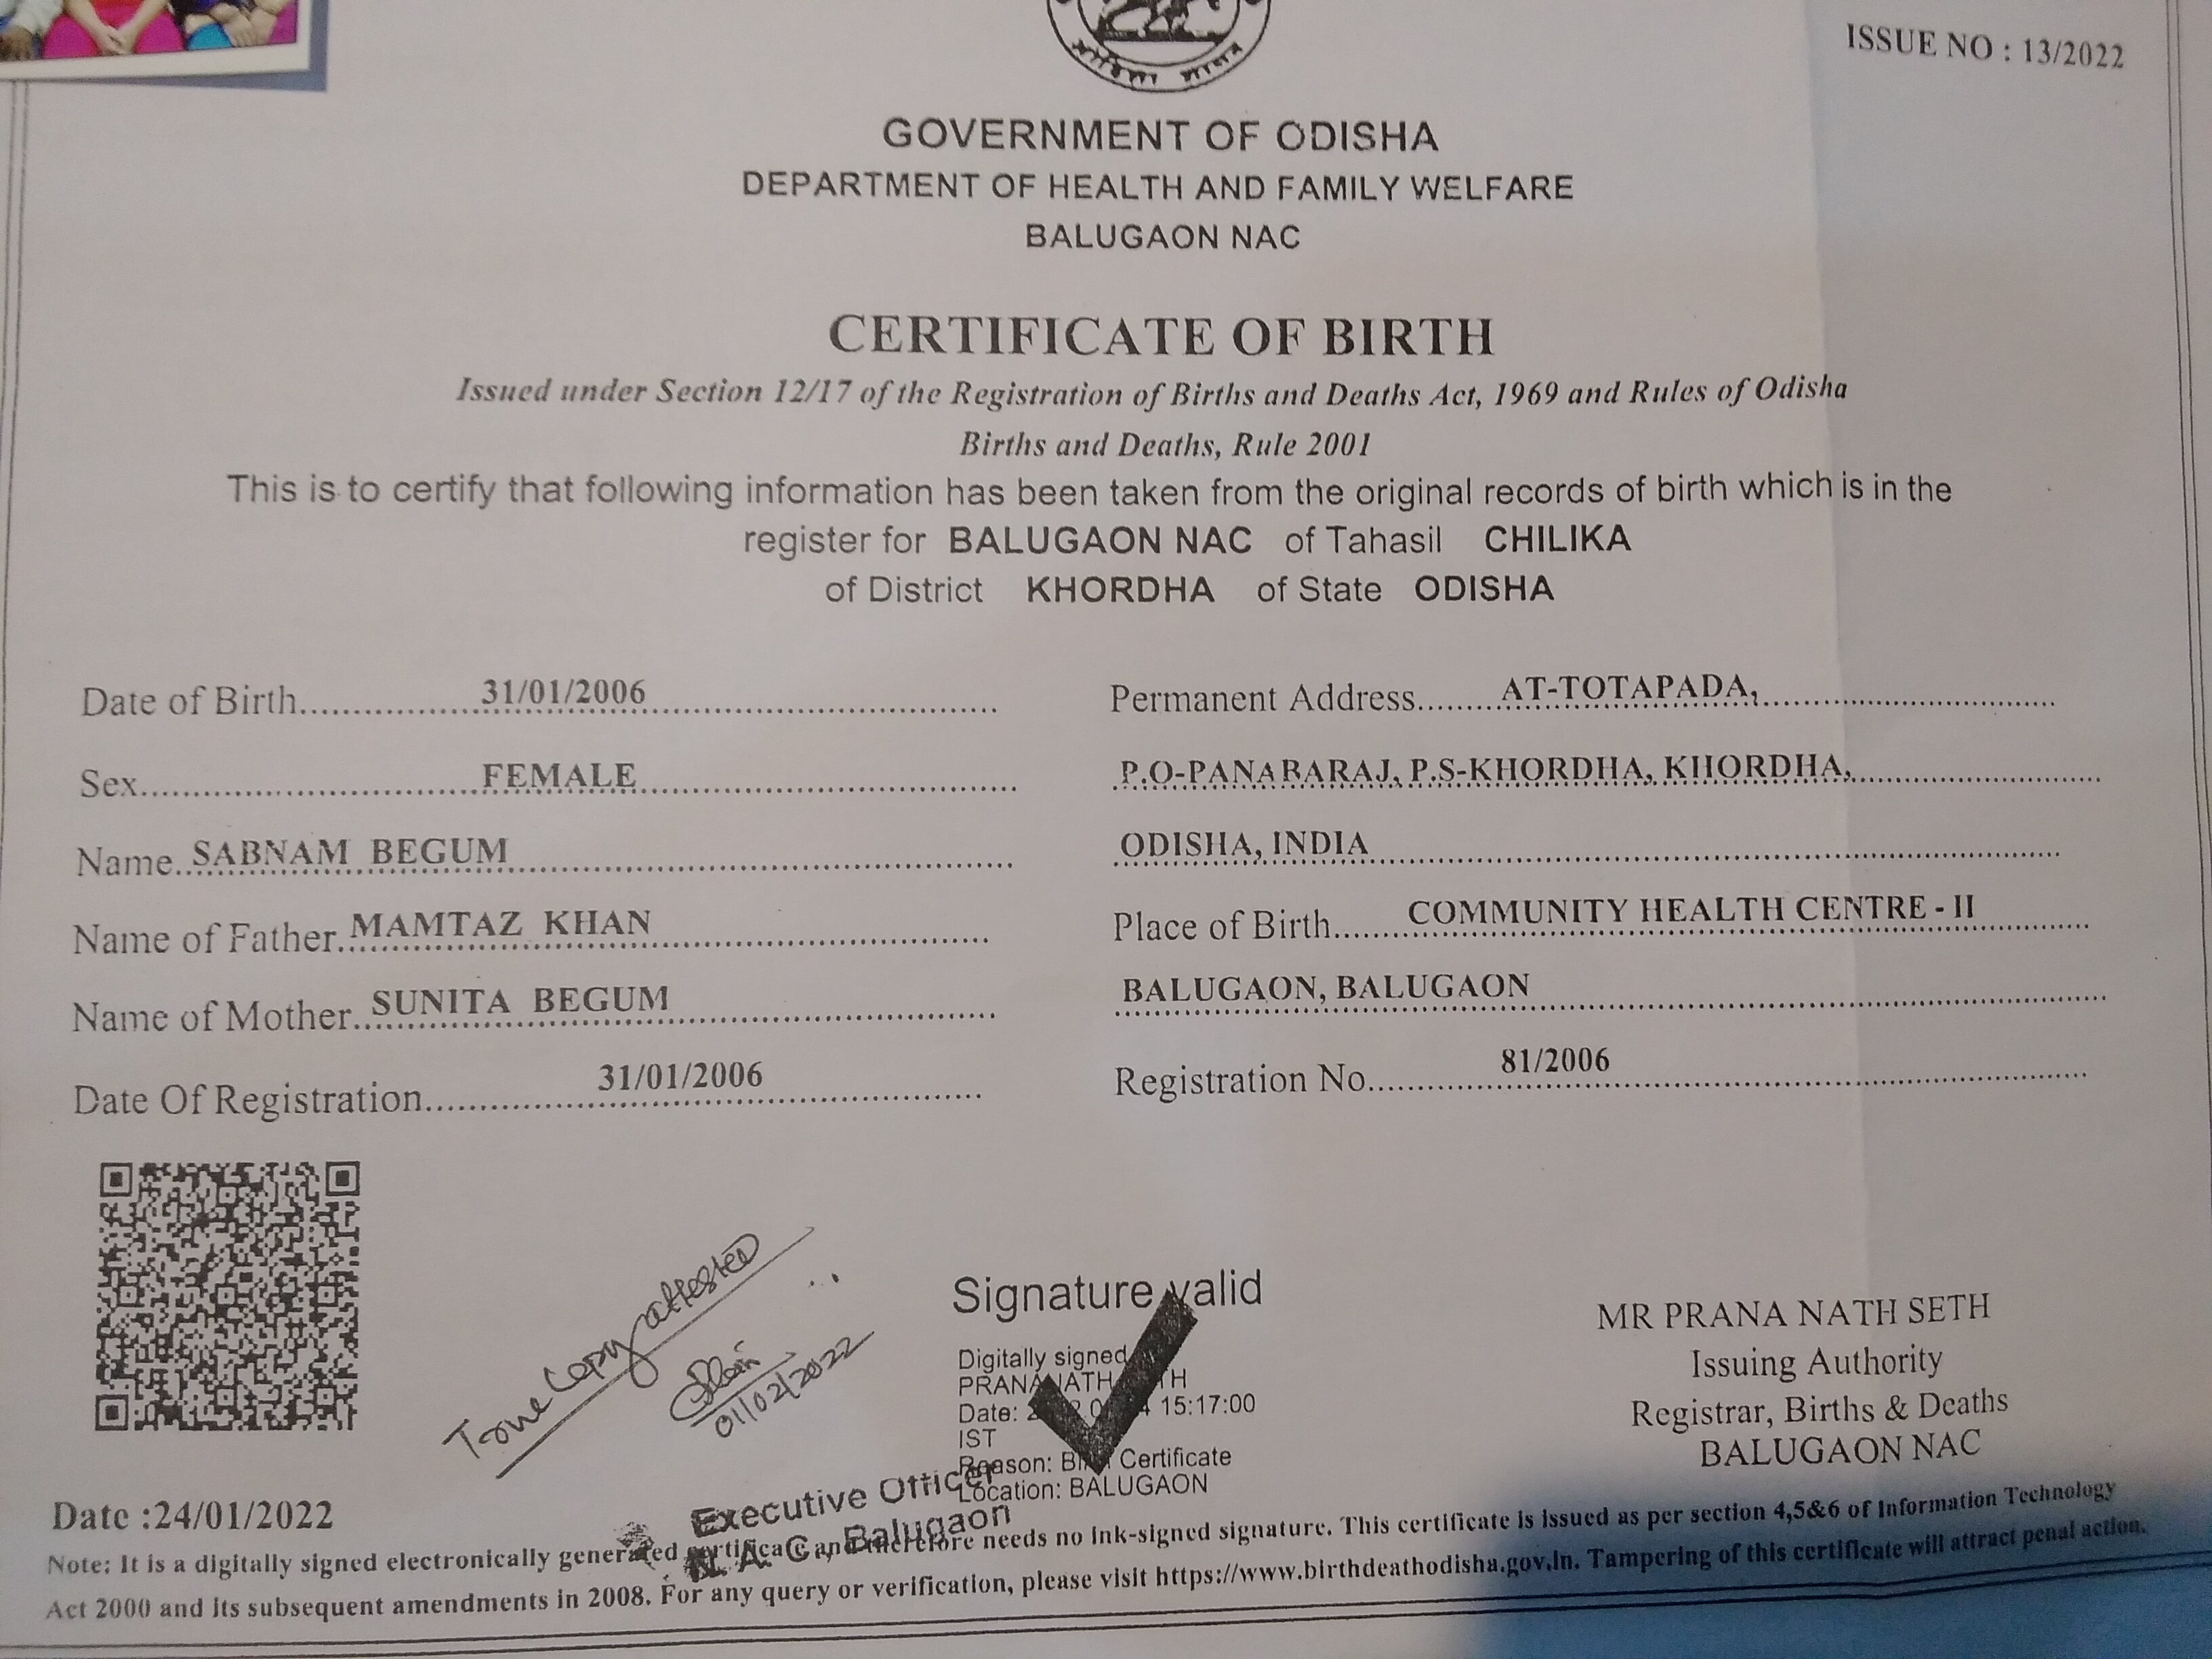 ଓଡ଼ିଶା ଶାସନ
ISSUE NO : 13/2022
GOVERNMENT OF ODISHA
DEPARTMENT OF HEALTH AND FAMILY WELFARE
BALUGAON NAC
CERTIFICATE OF BIRTH
Issued under Section 12/17 of the Registration of Births and Deaths Act, 1969 and Rules of Odisha
Births and Deaths, Rule 2001
This is to certify that following information has been taken from the original records of birth which is in the
register for BALUGAON NAC of Tahasil CHILIKA
of District KHORDHA of State ODISHA
Date of Birth 31/01/2006
Sex FEMALE
Name SABNAM BEGUM
Name of Father MAMTAZ KHAN
Name of Mother SUNITA BEGUM
Date Of Registration 31/01/2006
Permanent Address AT-TOTAPADA,
P.O-PANABARAJ, P.S-KHORDHA, KHORDHA,
ODISHA, INDIA
Place of Birth COMMUNITY HEALTH CENTRE - II
BALUGAON, BALUGAON
Registration No 81/2006
True Copy attested
01/02/2022
Executive Officer
N. A. C, Balugaon
Signature valid
Digitally signed
PRANA NATH
Date: 15:17:00
IST
Reason: Certificate
Location: BALUGAON
MR PRANA NATH SETH
Issuing Authority
Registrar, Births & Deaths
BALUGAON NAC
Date :24/01/2022
Note: It is a digitally signed electronically generated certificate and therefore needs no ink-signed signature. This certificate is issued as per section 4,5&6 of Information Technology
Act 2000 and its subsequent amendments in 2008. For any query or verification, please visit https://www.birthdeathodisha.gov.in. Tampering of this certificate will attract penal action.